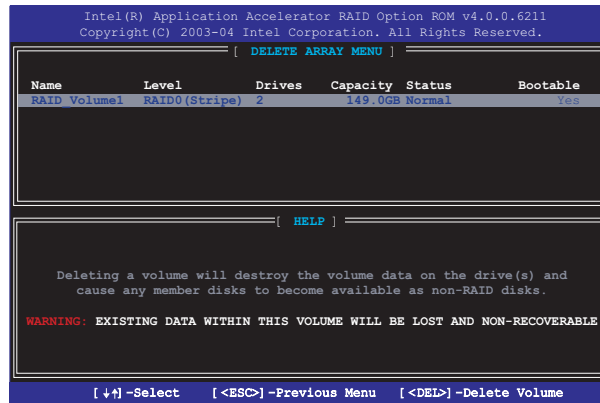 Intel(R) Application Accelerator RAID Option ROM v4.0.0.6211
Copyright(C) 2003-04 Intel Corporation. All Rights Reserved.
[ DELETE ARRAY MENU ]
Name Level Drives Capacity Status Bootable
RAID_Volume1 RAID0(Stripe) 2 149.0GB Normal Yes
[ HELP ]
Deleting a volume will destroy the volume data on the drive(s) and
cause any member disks to become available as non-RAID disks.
WARNING: EXISTING DATA WITHIN THIS VOLUME WILL BE LOST AND NON-RECOVERABLE
[↓↑]-Select [<ESC>]-Previous Menu [<DEL>]-Delete Volume